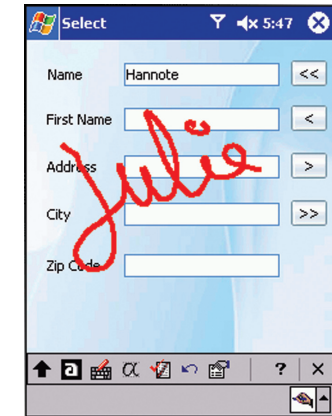 Select 5:47
Name Hannote <<
First Name <
Address >
City >>
Zip Code
Julie
a α ? ×